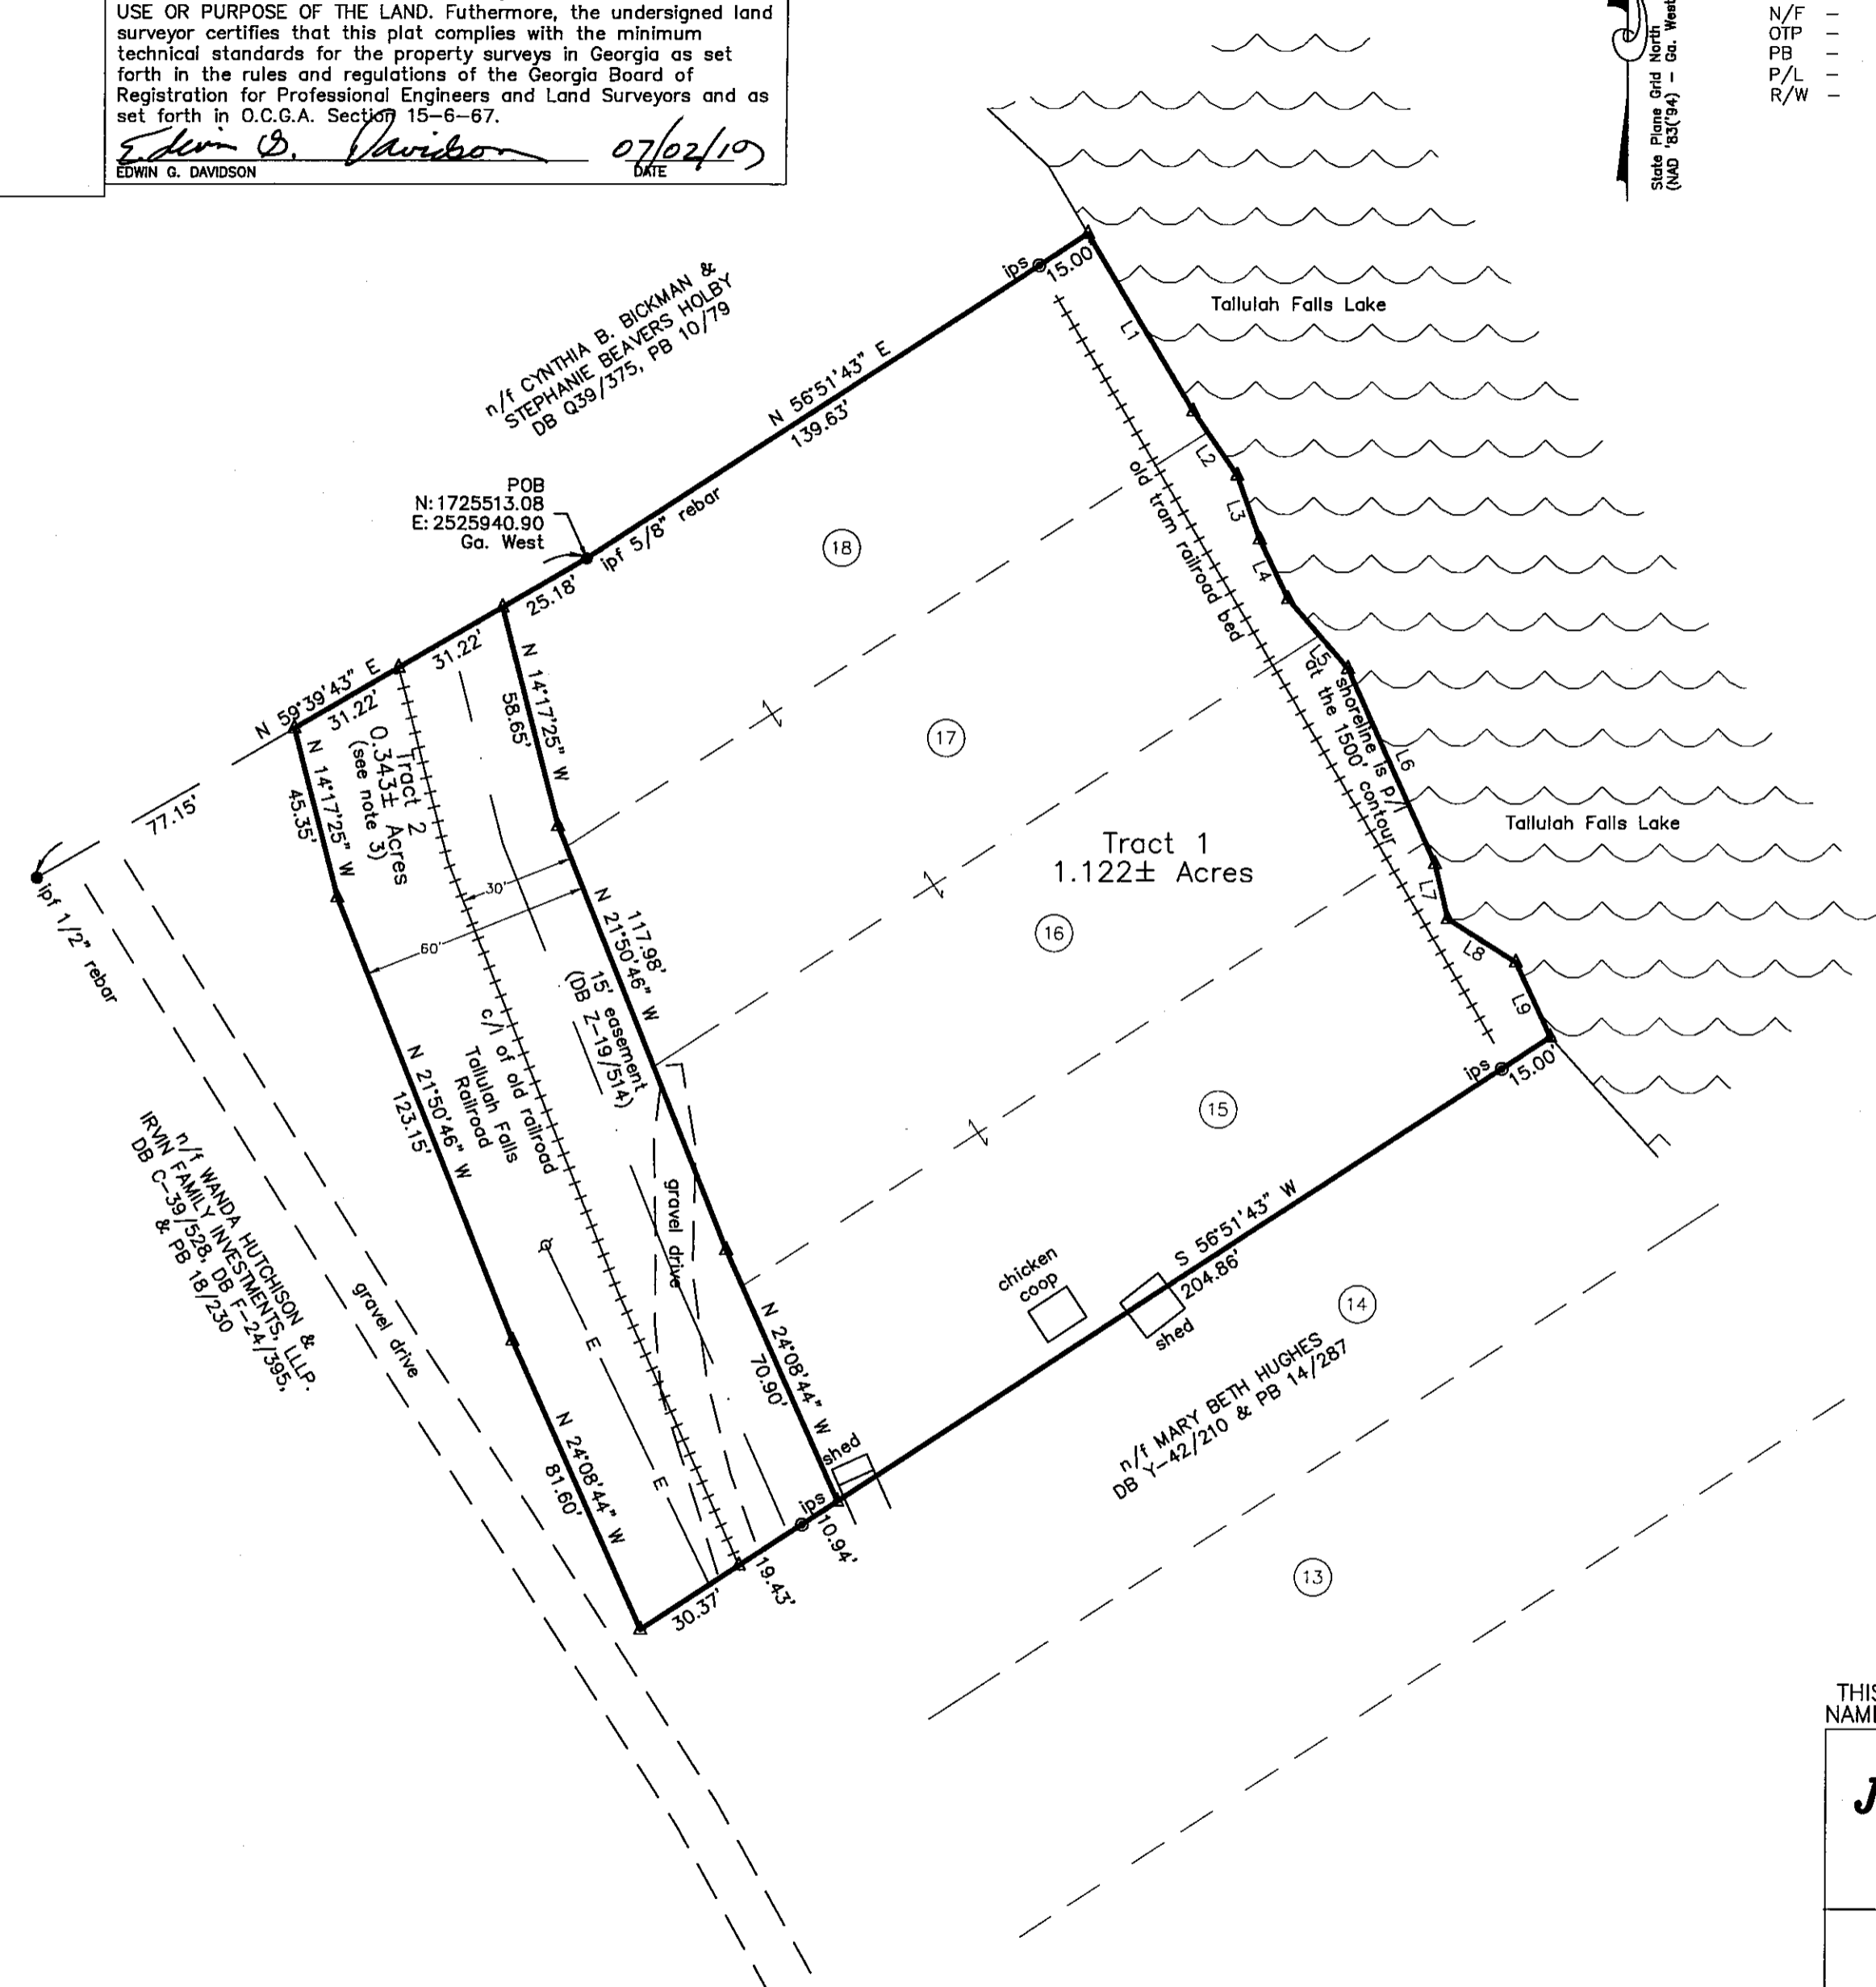 USE OR PURPOSE OF THE LAND. Futhermore, the undersigned land
surveyor certifies that this plat complies with the minimum
technical standards for the property surveys in Georgia as set
forth in the rules and regulations of the Georgia Board of
Registration for Professional Engineers and Land Surveyors and as
set forth in O.C.G.A. Section 15-6-67.
Edwin G. Davidson 07/02/19
EDWIN G. DAVIDSON DATE
State Plane Grid North
(NAD '83('94) - Ga. West
N/F -
OTP -
PB -
P/L -
R/W -
n/f CYNTHIA B. BICKMAN &
STEPHANIE BEAVERS HOLBY
DB Q39/375, PB 10/79
ips
15.00'
Tallulah Falls Lake
L1
N 56°51'43" E
139.63'
L2
L3
L4
L5
L6
L7
L8
L9
old tram railroad bed
shoreline is p/l
at the 1500' contour
POB
N:1725513.08
E:2525940.90
Ga. West
ipf 5/8" rebar
18
25.18'
31.22'
N 59°39'43" E
31.22'
77.15'
ipf 1/2" rebar
N 14°17'25" W
58.65'
N 14°17'25" W
45.35'
Tract 2
0.343± Acres
(see note 3)
17
Tract 1
1.122± Acres
Tallulah Falls Lake
30'
60'
16
117.98'
N 21°50'46" W
15' easement
(DB Z-19/514)
c/l of old railroad
Tallulah Falls
Railroad
N 21°50'46" W
123.15'
15
ips
15.00'
n/f WANDA HUTCHISON &
IRVIN FAMILY INVESTMENTS, LLLP.
DB C-39/528, DB F-24/395,
& PB 18/230
gravel drive
gravel drive
E
E
chicken
coop
S 56°51'43" W
204.86'
shed
14
n/f MARY BETH HUGHES
DB Y-42/210 & PB 14/287
N 24°08'44" W
70.90'
N 24°08'44" W
81.60'
shed
ips
10.94'
19.43'
30.37'
13
THIS
NAM
J